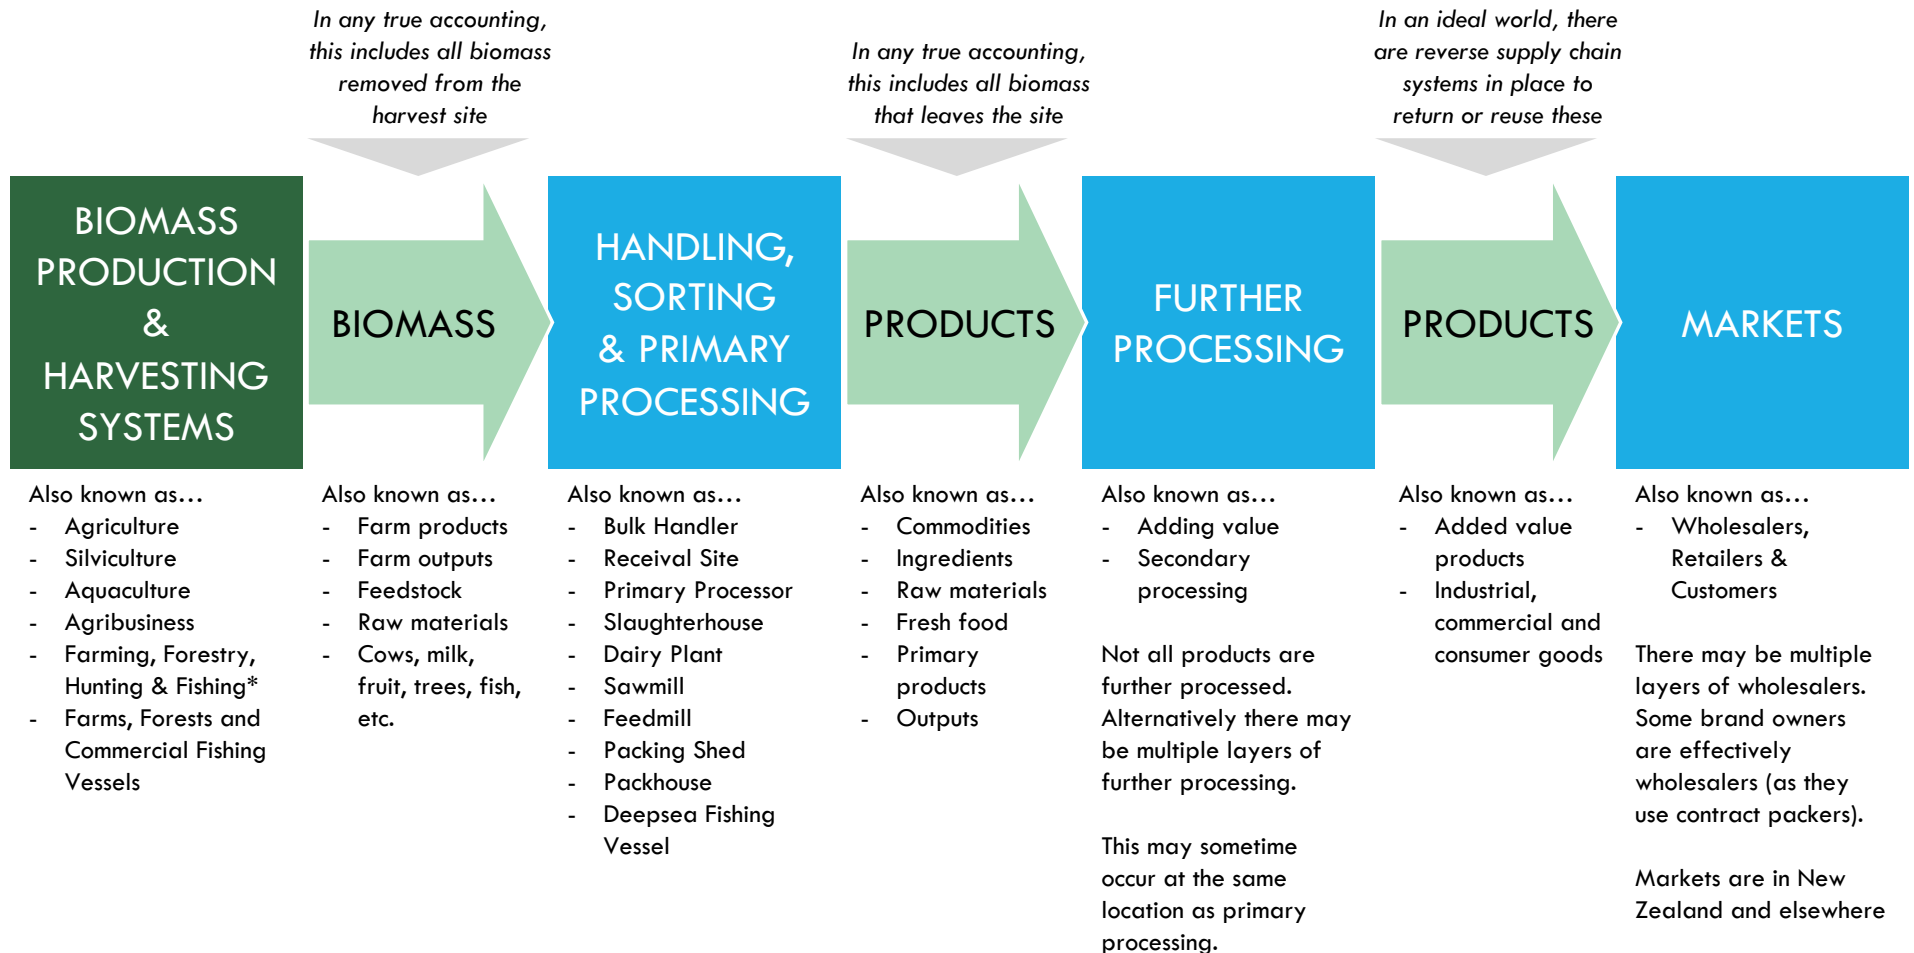 In any true accounting,
this includes all biomass
removed from the
harvest site
In any true accounting,
this includes all biomass
that leaves the site
In an ideal world, there
are reverse supply chain
systems in place to
return or reuse these
BIOMASS
PRODUCTION
&
HARVESTING
SYSTEMS
BIOMASS
HANDLING,
SORTING
& PRIMARY
PROCESSING
PRODUCTS
FURTHER
PROCESSING
PRODUCTS
MARKETS
Also known as…
- Agriculture
- Silviculture
- Aquaculture
- Agribusiness
- Farming, Forestry,
Hunting & Fishing*
- Farms, Forests and
Commercial Fishing
Vessels
Also known as…
- Farm products
- Farm outputs
- Feedstock
- Raw materials
- Cows, milk,
fruit, trees, fish,
etc.
Also known as…
- Bulk Handler
- Receival Site
- Primary Processor
- Slaughterhouse
- Dairy Plant
- Sawmill
- Feedmill
- Packing Shed
- Packhouse
- Deepsea Fishing
Vessel
Also known as…
- Commodities
- Ingredients
- Raw materials
- Fresh food
- Primary
products
- Outputs
Also known as…
- Adding value
- Secondary
processing
Not all products are
further processed.
Alternatively there may
be multiple layers of
further processing.
This may sometime
occur at the same
location as primary
processing.
Also known as…
- Added value
products
- Industrial,
commercial and
consumer goods
Also known as…
- Wholesalers,
Retailers &
Customers
There may be multiple
layers of wholesalers.
Some brand owners
are effectively
wholesalers (as they
use contract packers).
Markets are in New
Zealand and elsewhere